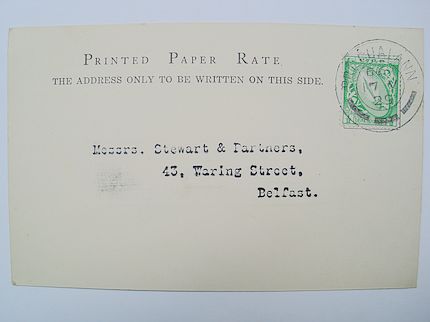 PRINTED PAPER RATE.
THE ADDRESS ONLY TO BE WRITTEN ON THIS SIDE.
Messrs. Stewart & Partners,
43, Waring Street,
Belfast.